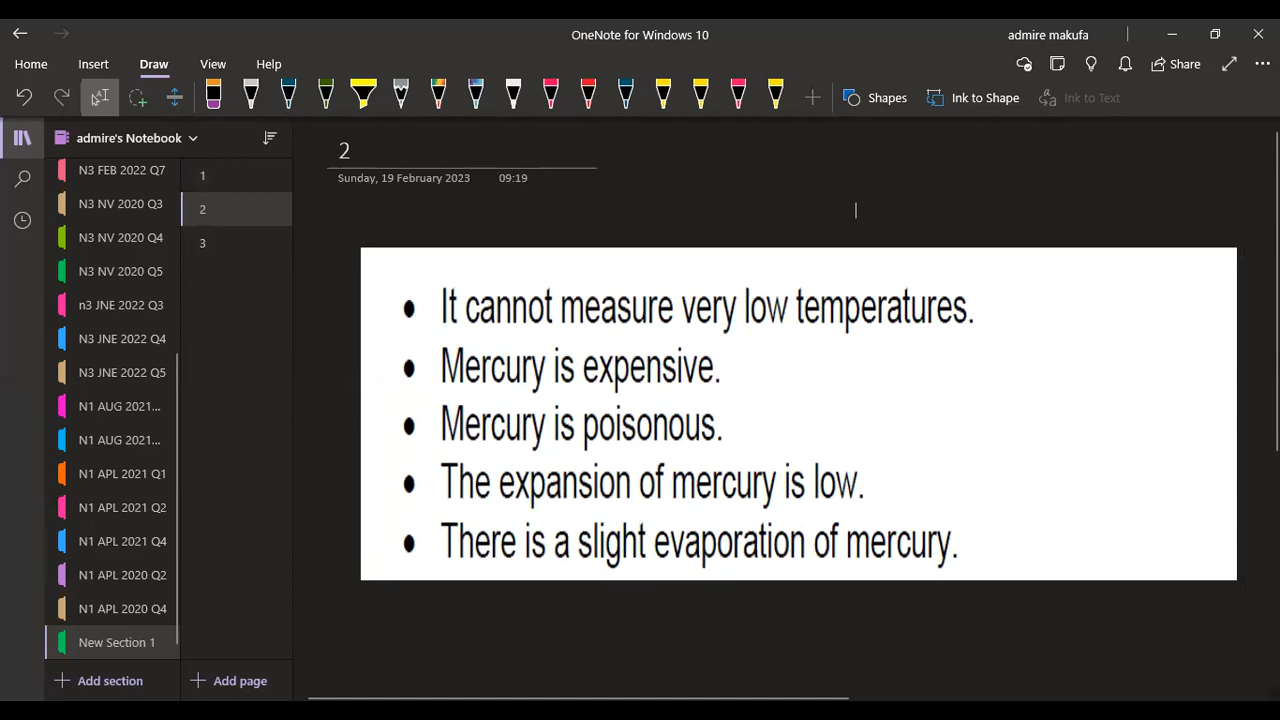 OneNote for Windows 10
admire makufa
Home Insert Draw View Help
Share
Shapes Ink to Shape Ink to Text
admire's Notebook
N3 FEB 2022 Q7
N3 NV 2020 Q3
N3 NV 2020 Q4
N3 NV 2020 Q5
n3 JNE 2022 Q3
N3 JNE 2022 Q4
N3 JNE 2022 Q5
N1 AUG 2021...
N1 AUG 2021...
N1 APL 2021 Q1
N1 APL 2021 Q2
N1 APL 2021 Q4
N1 APL 2020 Q2
N1 APL 2020 Q4
New Section 1
Add section
1
2
3
Add page
2
Sunday, 19 February 2023 09:19
• It cannot measure very low temperatures.
• Mercury is expensive.
• Mercury is poisonous.
• The expansion of mercury is low.
• There is a slight evaporation of mercury.